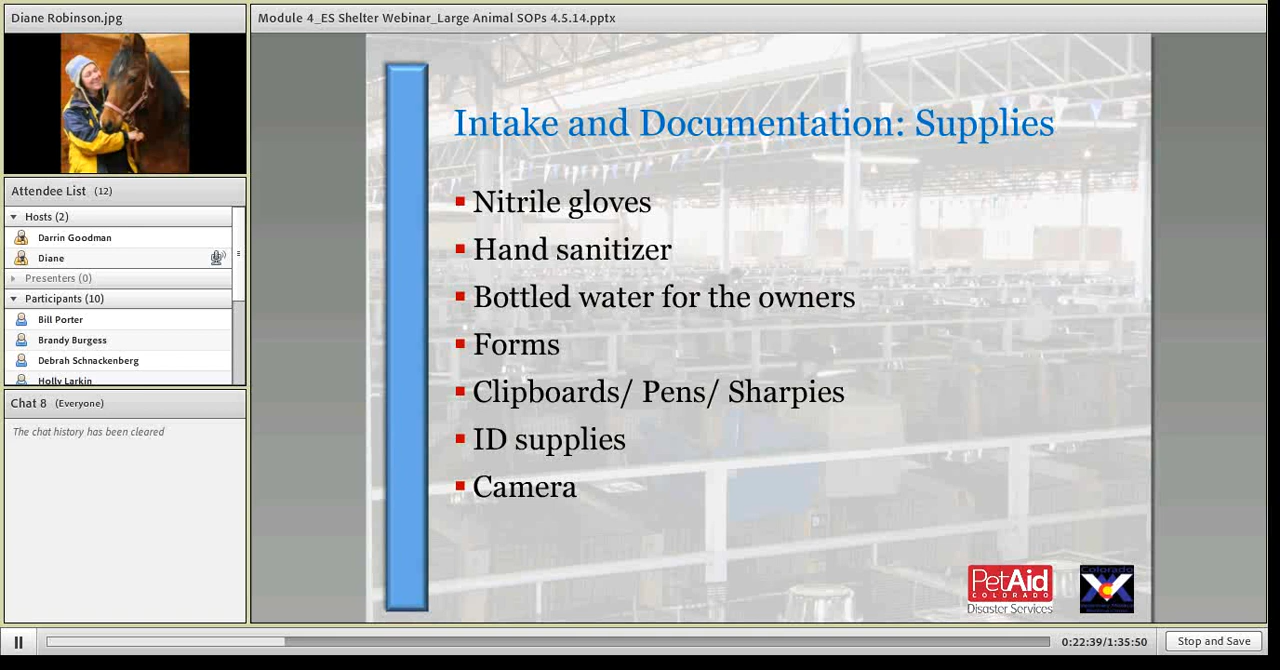 Diane Robinson.jpg
Module 4_ES Shelter Webinar_Large Animal SOPs 4.5.14.pptx
Attendee List (12)
Hosts (2)
Darrin Goodman
Diane
Presenters (0)
Participants (10)
Bill Porter
Brandy Burgess
Debrah Schnackenberg
Holly Larkin
Chat 8 (Everyone)
The chat history has been cleared
Intake and Documentation: Supplies
Nitrile gloves
Hand sanitizer
Bottled water for the owners
Forms
Clipboards/ Pens/ Sharpies
ID supplies
Camera
PetAid
COLORADO
Disaster Services
Colorado
0:22:39/1:35:50
Stop and Save